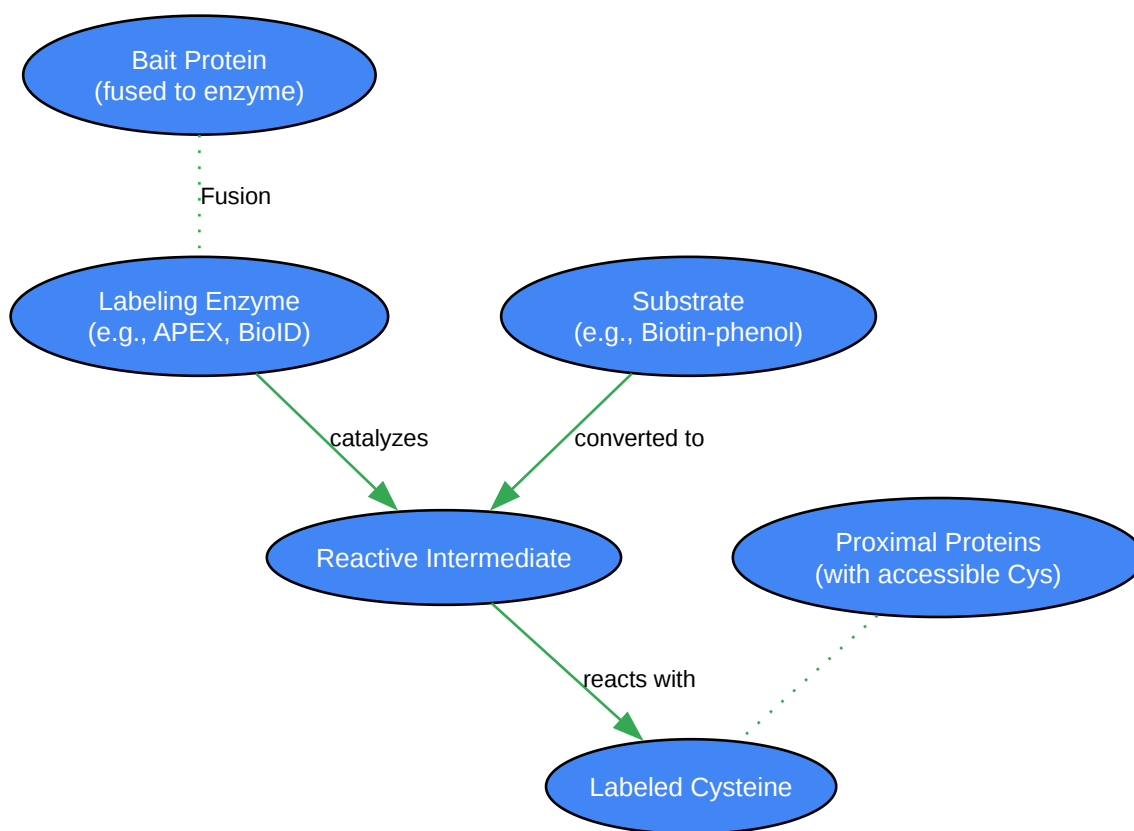 Bait Protein
(fused to enzyme)
Fusion
Labeling Enzyme
(e.g., APEX, BioID)
Substrate
(e.g., Biotin-phenol)
catalyzes
converted to
Reactive Intermediate
Proximal Proteins
(with accessible Cys)
reacts with
Labeled Cysteine